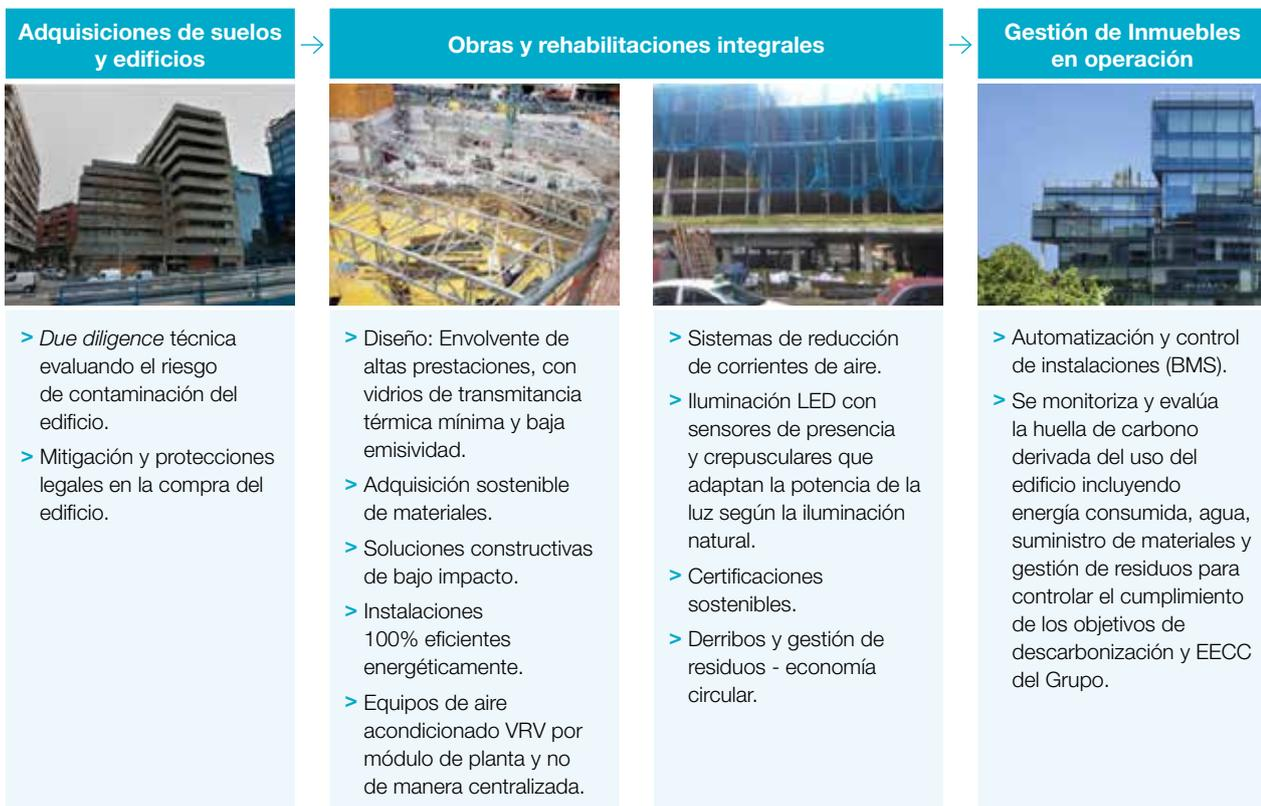 Adquisiciones de suelos
y edificios
Obras y rehabilitaciones integrales
Gestión de Inmuebles
en operación
> Due diligence técnica
evaluando el riesgo
de contaminación del
edificio.
> Mitigación y protecciones
legales en la compra del
edificio.
> Diseño: Envolvente de
altas prestaciones, con
vidrios de transmitancia
térmica mínima y baja
emisividad.
> Adquisición sostenible
de materiales.
> Soluciones constructivas
de bajo impacto.
> Instalaciones
100% eficientes
energéticamente.
> Equipos de aire
acondicionado VRV por
módulo de planta y no
de manera centralizada.
> Sistemas de reducción
de corrientes de aire.
> Iluminación LED con
sensores de presencia
y crepusculares que
adaptan la potencia de la
luz según la iluminación
natural.
> Certificaciones
sostenibles.
> Derribos y gestión de
residuos - economía
circular.
> Automatización y control
de instalaciones (BMS).
> Se monitoriza y evalúa
la huella de carbono
derivada del uso del
edificio incluyendo
energía consumida, agua,
suministro de materiales y
gestión de residuos para
controlar el cumplimiento
de los objetivos de
descarbonización y EECC
del Grupo.